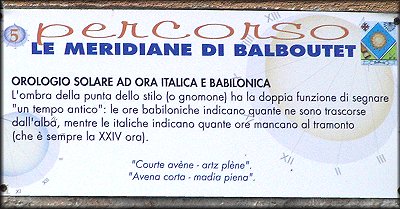 5 percorso
LE MERIDIANE DI BALBOUTET
OROLOGIO SOLARE AD ORA ITALICA E BABILONICA
L'ombra della punta dello stilo (o gnomone) ha la doppia funzione di segnare
"un tempo antico": le ore babiloniche indicano quante ne sono trascorse
dall'alba, mentre le italiche indicano quante ore mancano al tramonto
(che è sempre la XXIV ora).
"Courte avène - artz plène".
"Avena corta - madia piena".
XIII
XII
XI